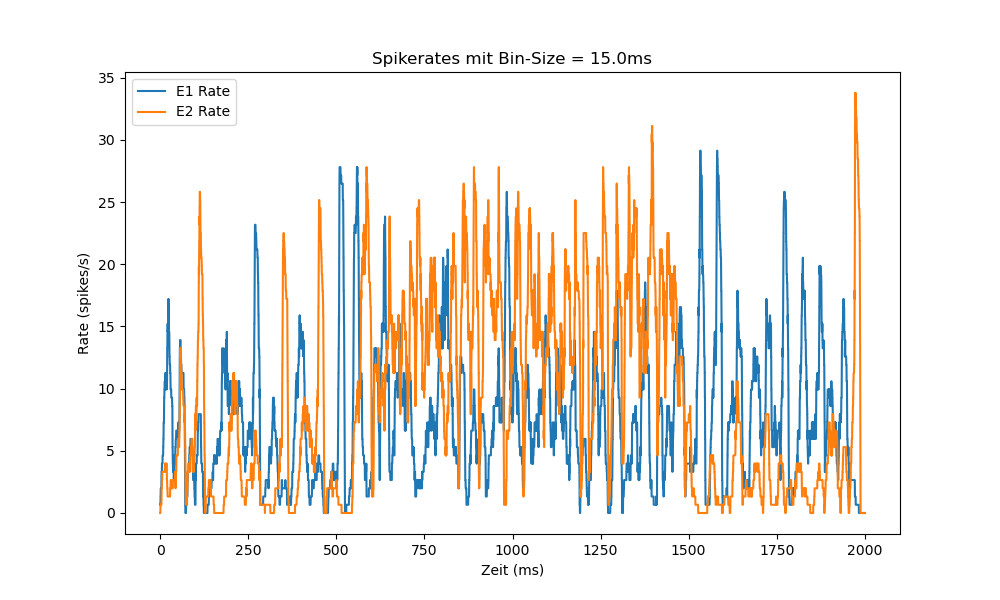 Spikerates mit Bin-Size = 15.0ms
E1 Rate
E2 Rate
Rate (spikes/s)
35
30
25
20
15
10
5
0
0 250 500 750 1000 1250 1500 1750 2000
Zeit (ms)